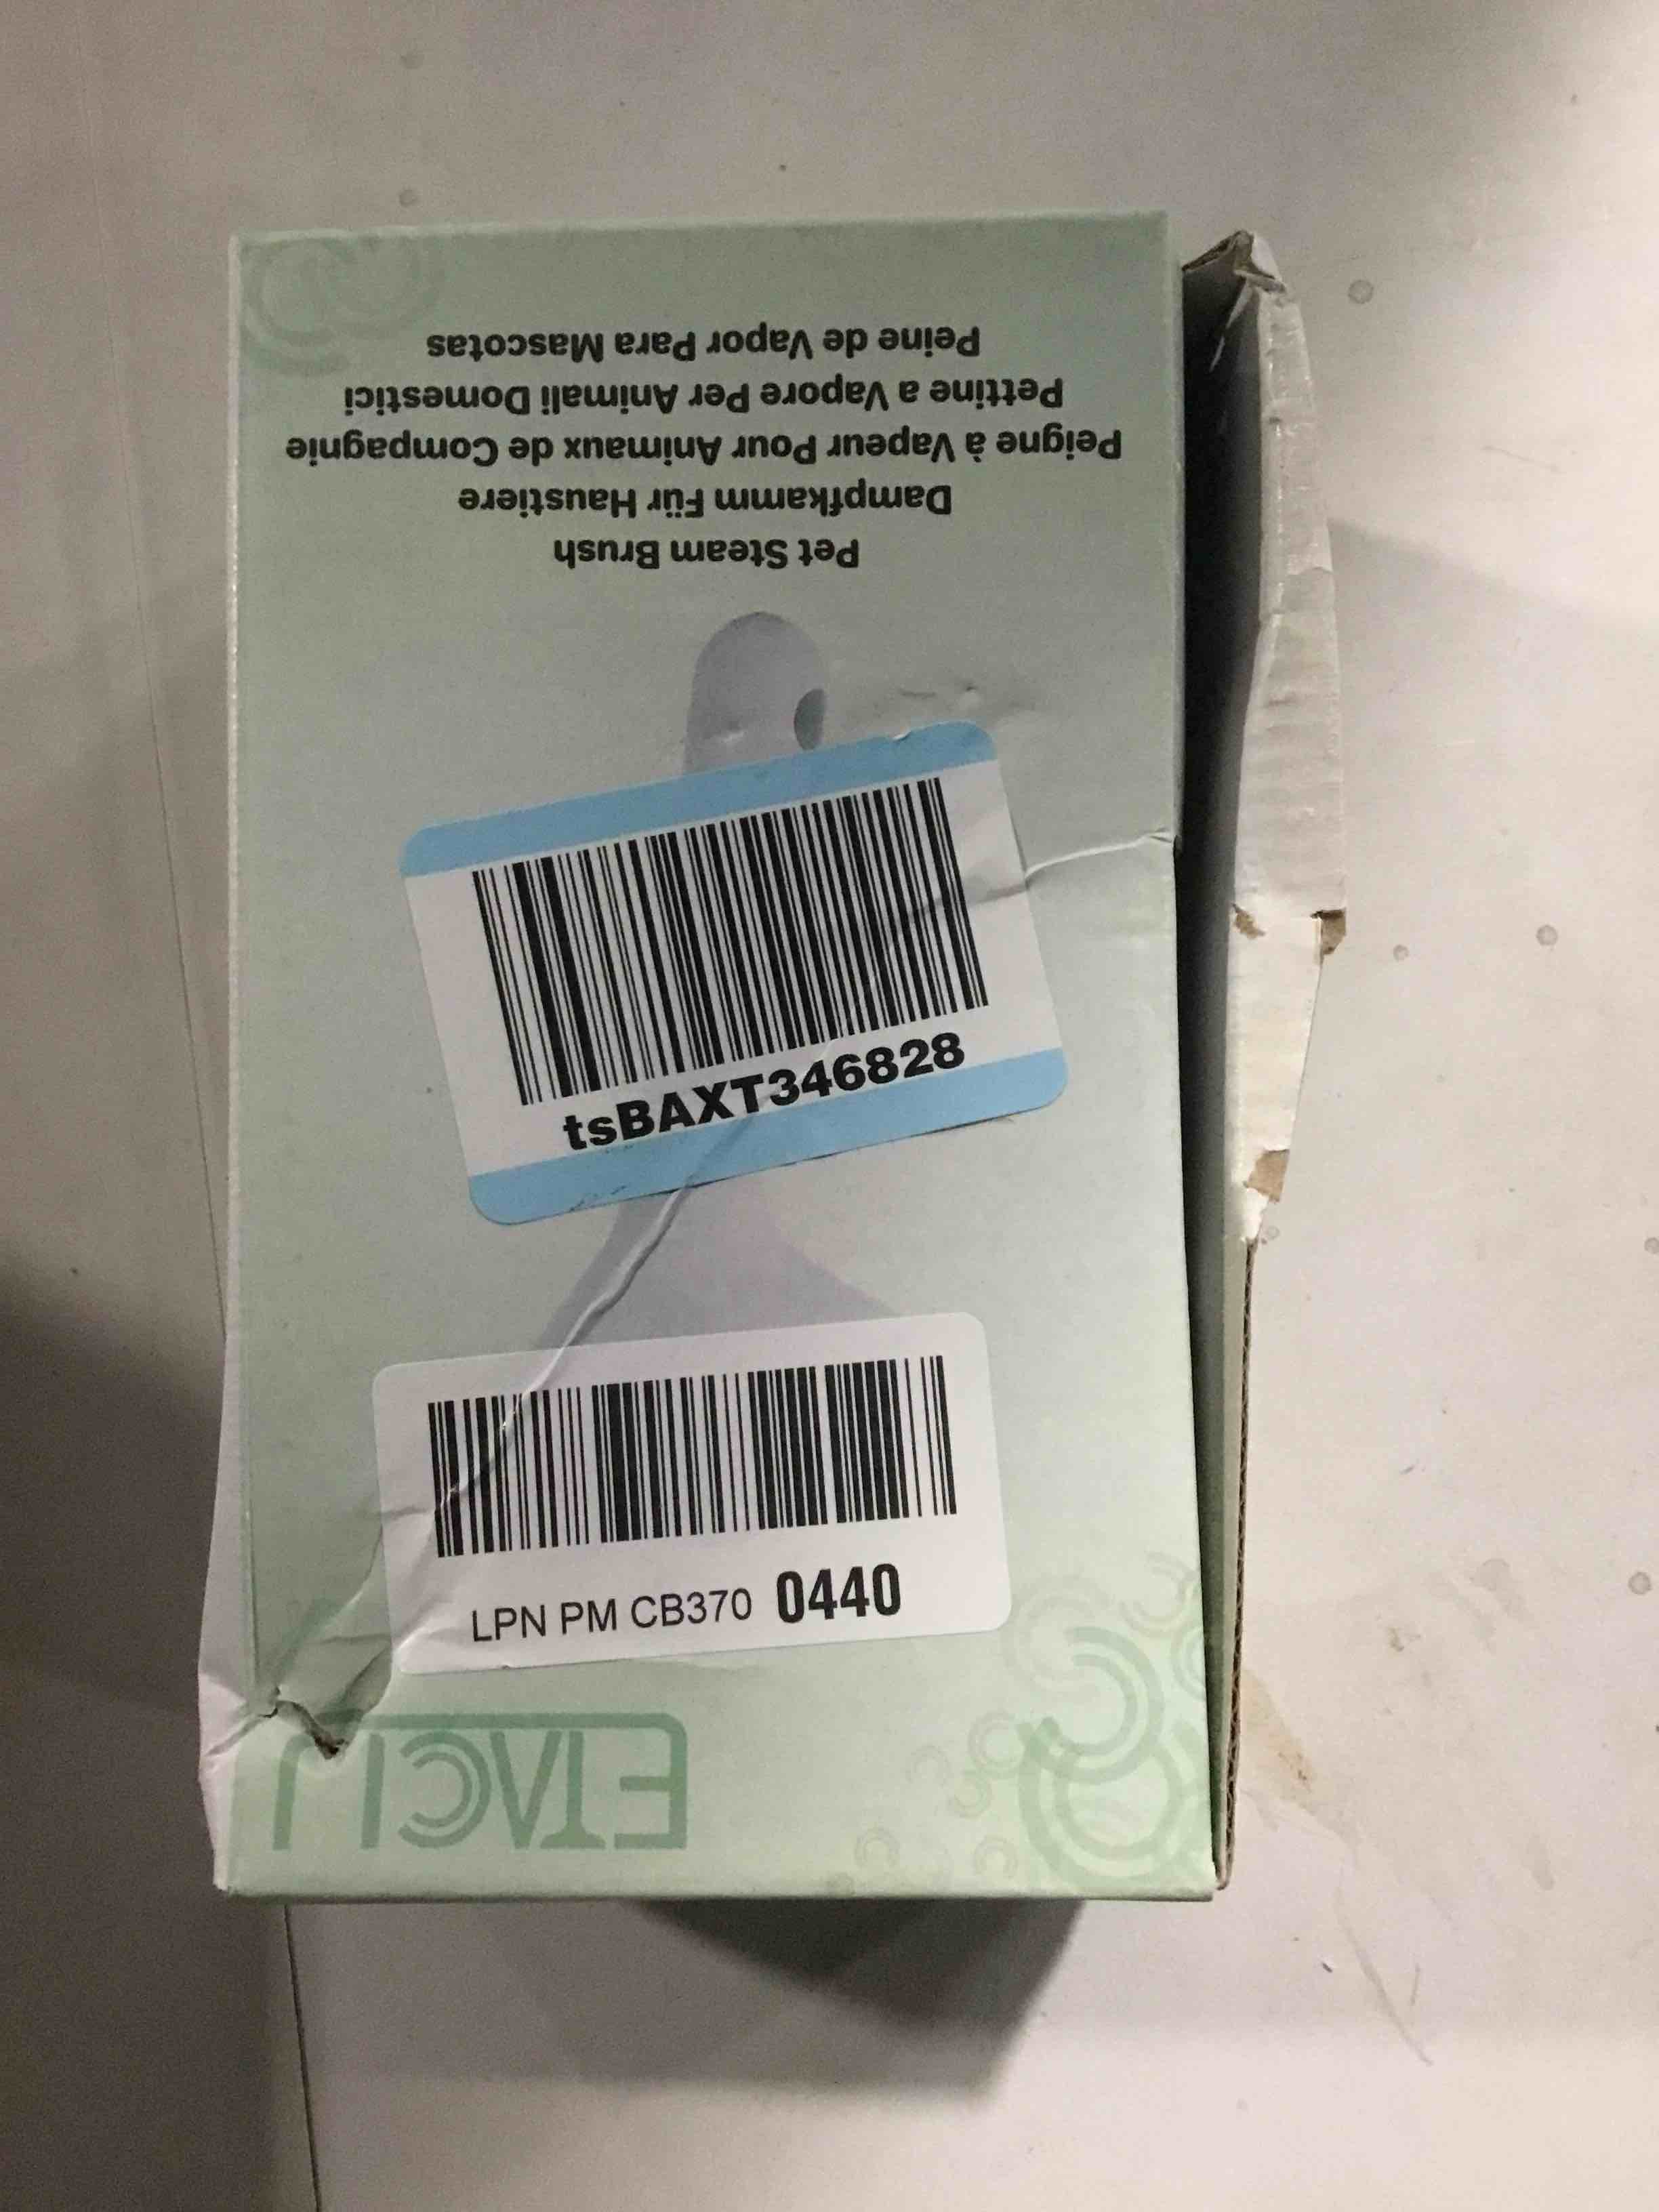 Pet Steam Brush
Dampfkamm Für Haustiere
Peigne à Vapeur Pour Animaux de Compagnie
Pettine a Vapore Per Animali Domestici
Peine de Vapor Para Mascotas
tsBAXT346828
LPN PM CB370 0440